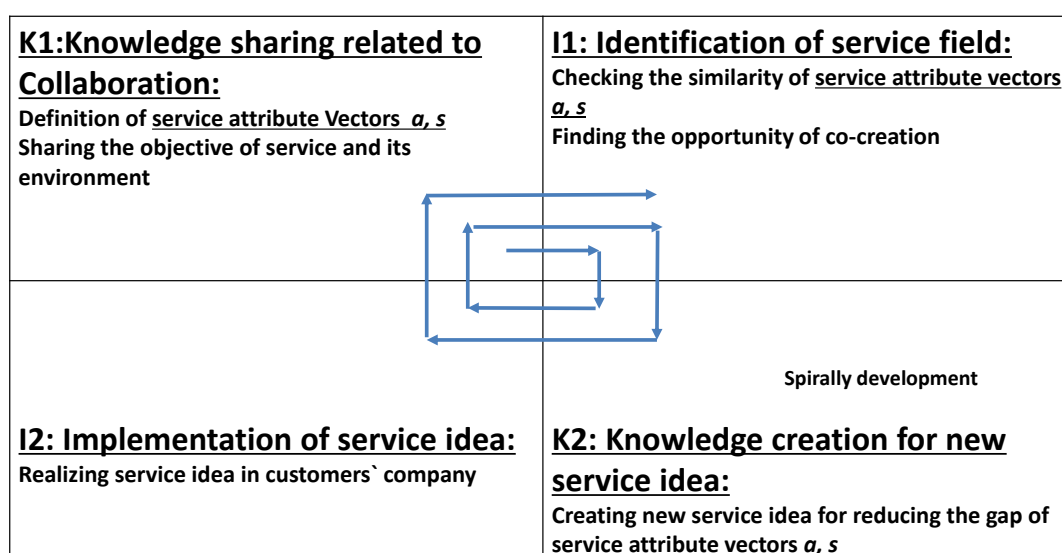 K1:Knowledge sharing related to
Collaboration:
Definition of service attribute Vectors a, s
Sharing the objective of service and its
environment
I1: Identification of service field:
Checking the similarity of service attribute vectors
a, s
Finding the opportunity of co-creation
Spirally development
I2: Implementation of service idea:
Realizing service idea in customers` company
K2: Knowledge creation for new
service idea:
Creating new service idea for reducing the gap of
service attribute vectors a, s